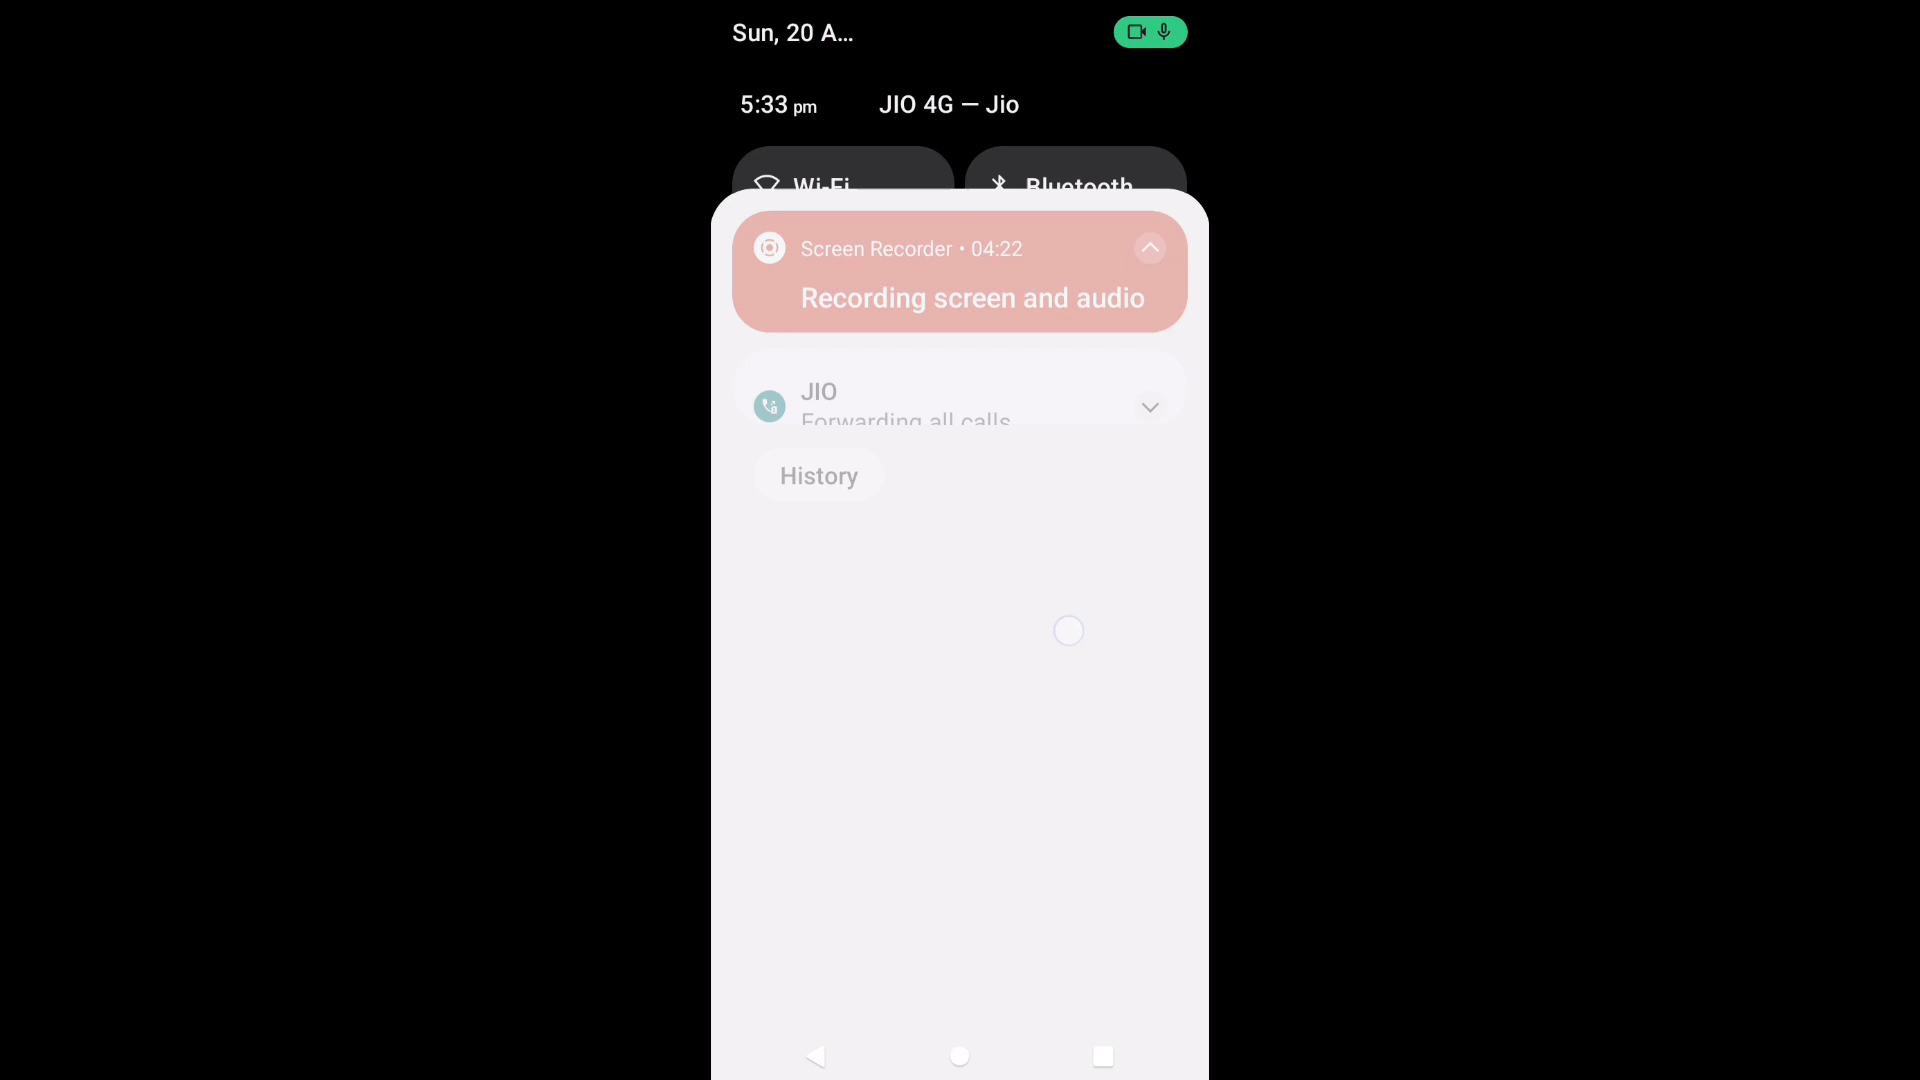 Sun, 20 A...
5:33 pm JIO 4G — Jio
Wi-Fi Bluetooth
Screen Recorder • 04:22
Recording screen and audio
JIO
Forwarding all calls
History